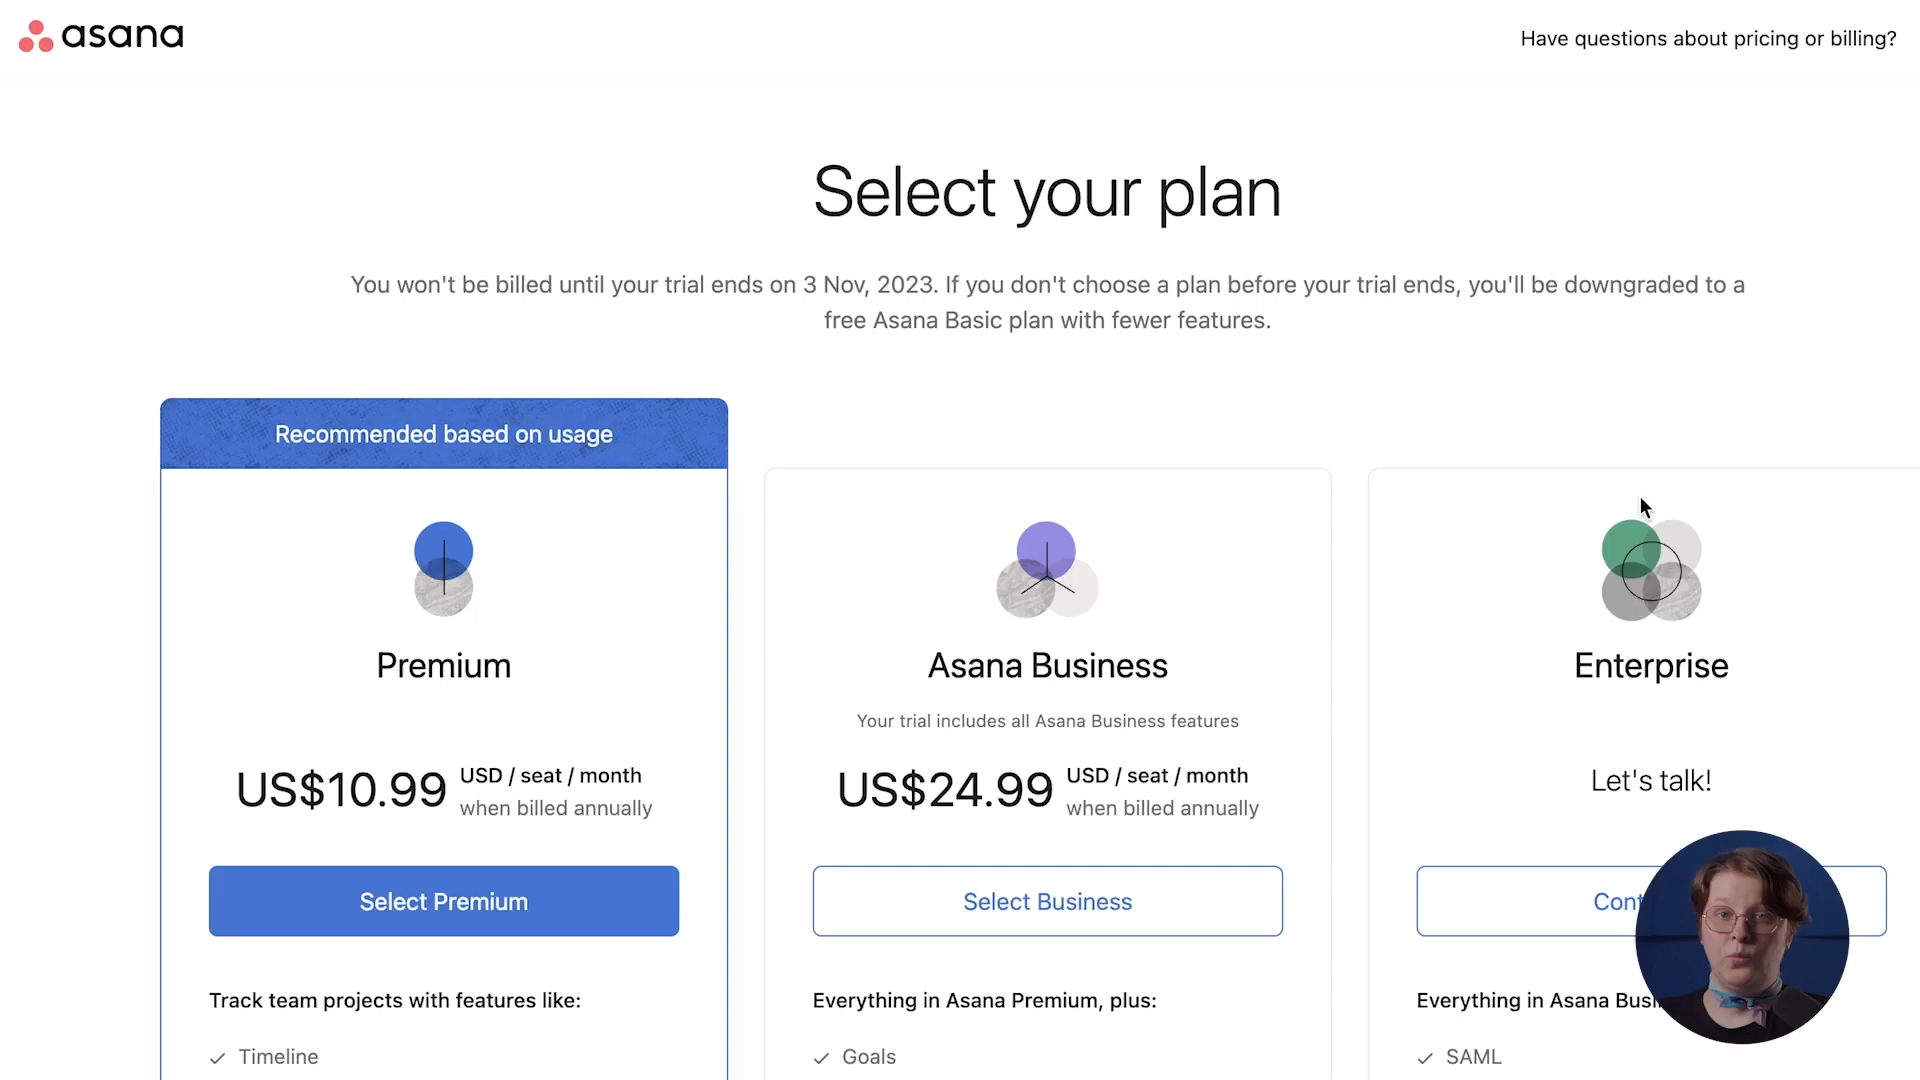 asana
Have questions about pricing or billing?
Select your plan
You won't be billed until your trial ends on 3 Nov, 2023. If you don't choose a plan before your trial ends, you'll be downgraded to a
free Asana Basic plan with fewer features.
Recommended based on usage
Premium
US$10.99
USD / seat / month
when billed annually
Select Premium
Track team projects with features like:
Timeline
Asana Business
Your trial includes all Asana Business features
US$24.99
USD / seat / month
when billed annually
Select Business
Everything in Asana Premium, plus:
Goals
Enterprise
Let's talk!
Everything in Asana
SAML